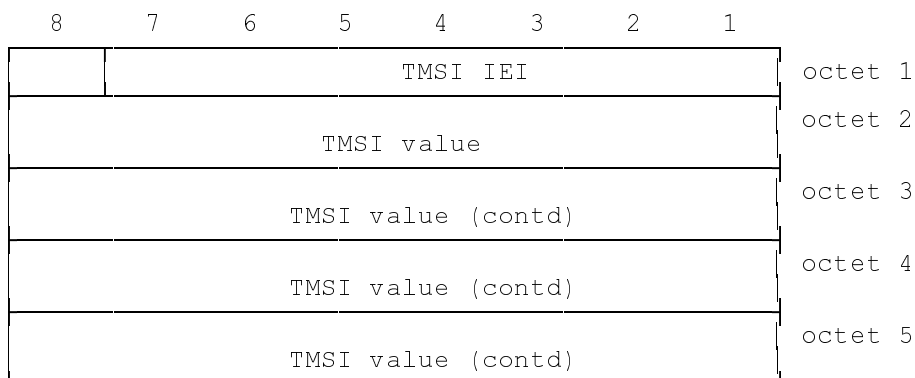 8 7 6 5 4 3 2 1
TMSI IEI octet 1
octet 2
TMSI value
octet 3
TMSI value (contd)
octet 4
TMSI value (contd)
octet 5
TMSI value (contd)